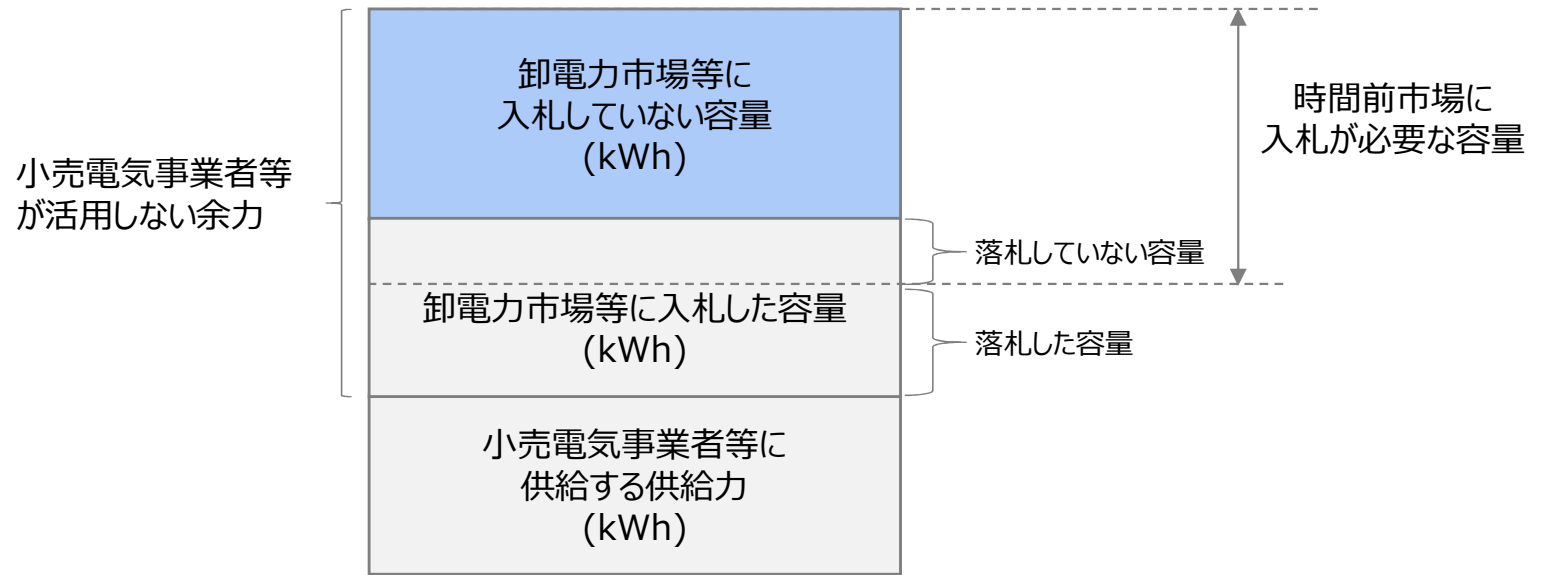 卸電力市場等に
入札していない容量
(kWh)
時間前市場に
入札が必要な容量
小売電気事業者等
が活用しない余力
落札していない容量
卸電力市場等に入札した容量
(kWh)
落札した容量
小売電気事業者等に
供給する供給力
(kWh)